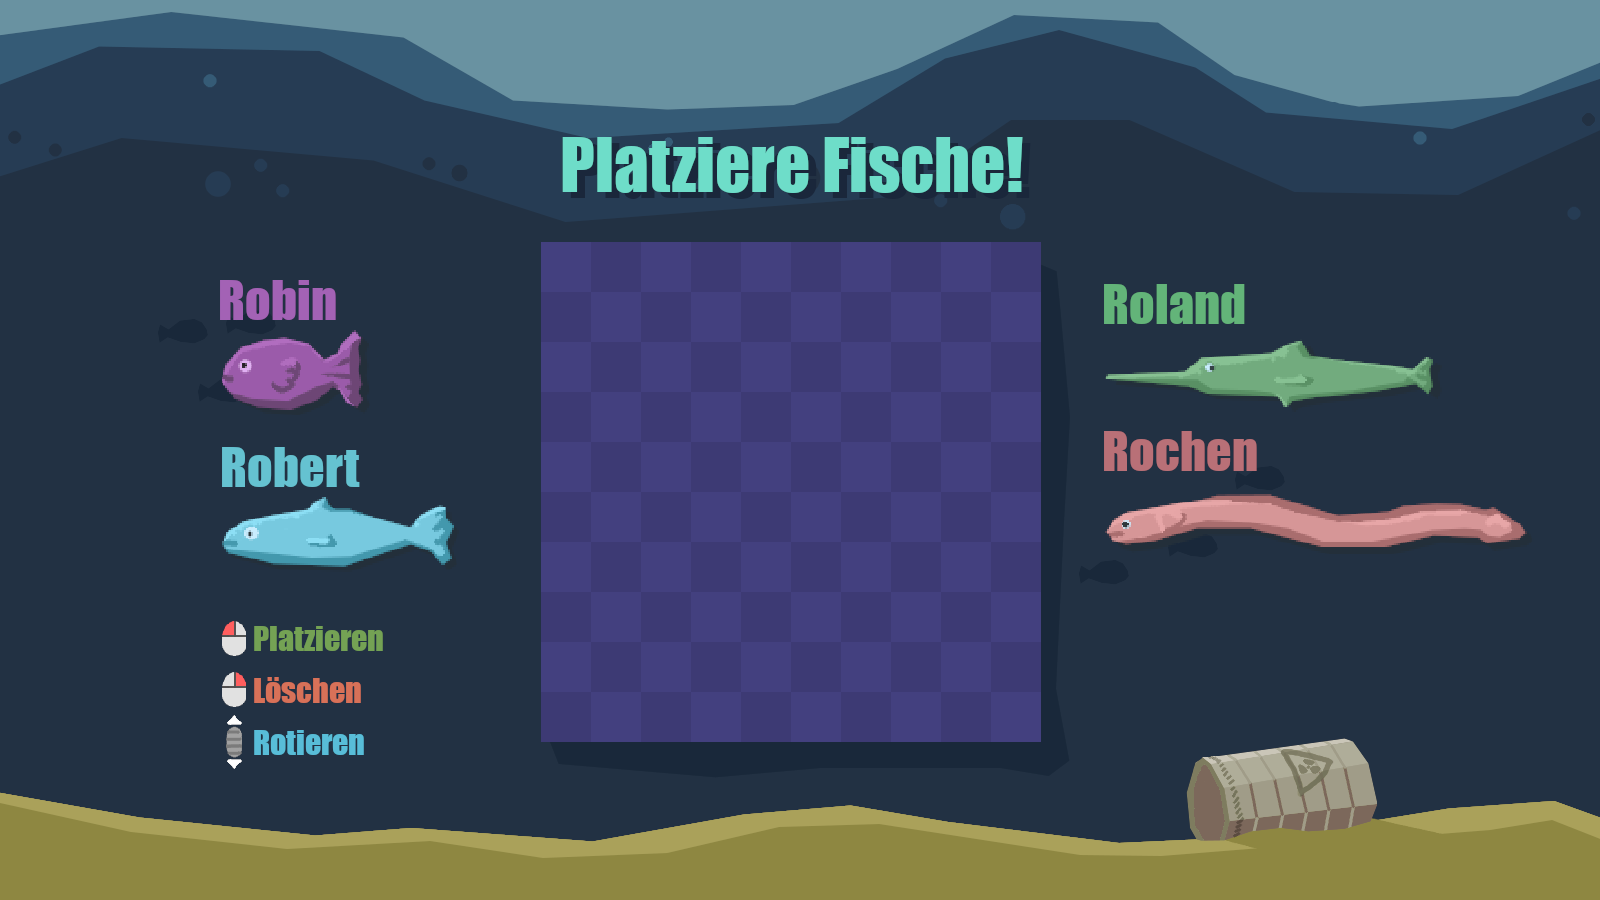 Platziere Fische!
Robin
Robert
Platzieren
Löschen
Rotieren
Roland
Rochen